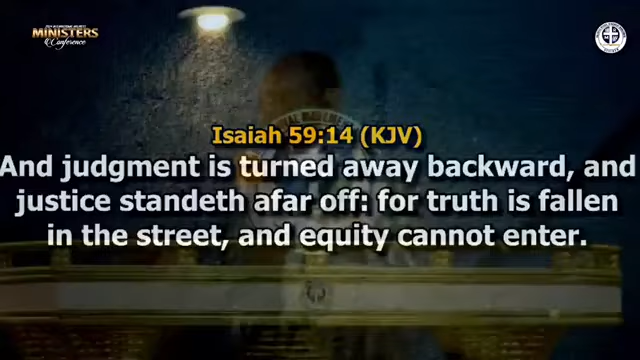 MINISTERS
Conference
Isaiah 59:14 (KJV)
And judgment is turned away backward, and
justice standeth afar off: for truth is fallen
in the street, and equity cannot enter.